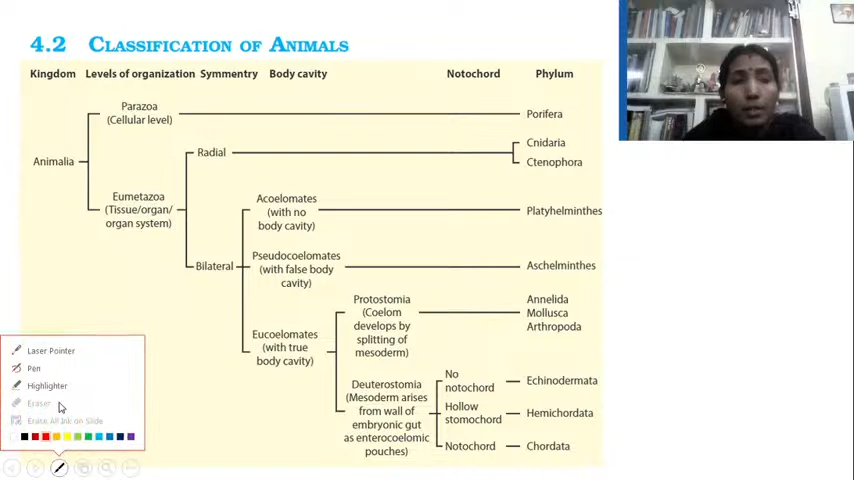 4.2 CLASSIFICATION OF ANIMALS
Kingdom Levels of organization Symmentry Body cavity Notochord Phylum
Parazoa
(Cellular level)
Porifera
Cnidaria
Radial
Animalia
Ctenophora
Eumetazoa
(Tissue/organ/
organ system)
Acoelomates
(with no
body cavity)
Platyhelminthes
Pseudocoelomates
(with false body
cavity)
Bilateral
Aschelminthes
Protostomia
(Coelom
develops by
splitting of
mesoderm)
Annelida
Mollusca
Arthropoda
Eucoelomates
(with true
body cavity)
Deuterostomia
(Mesoderm arises
from wall of
embryonic gut
as enterocoelomic
pouches)
No
notochord
Echinodermata
Hollow
stomochord
Hemichordata
Notochord
Chordata
Laser Pointer
Pen
Highlighter
Eraser
Erase All Ink on Slide